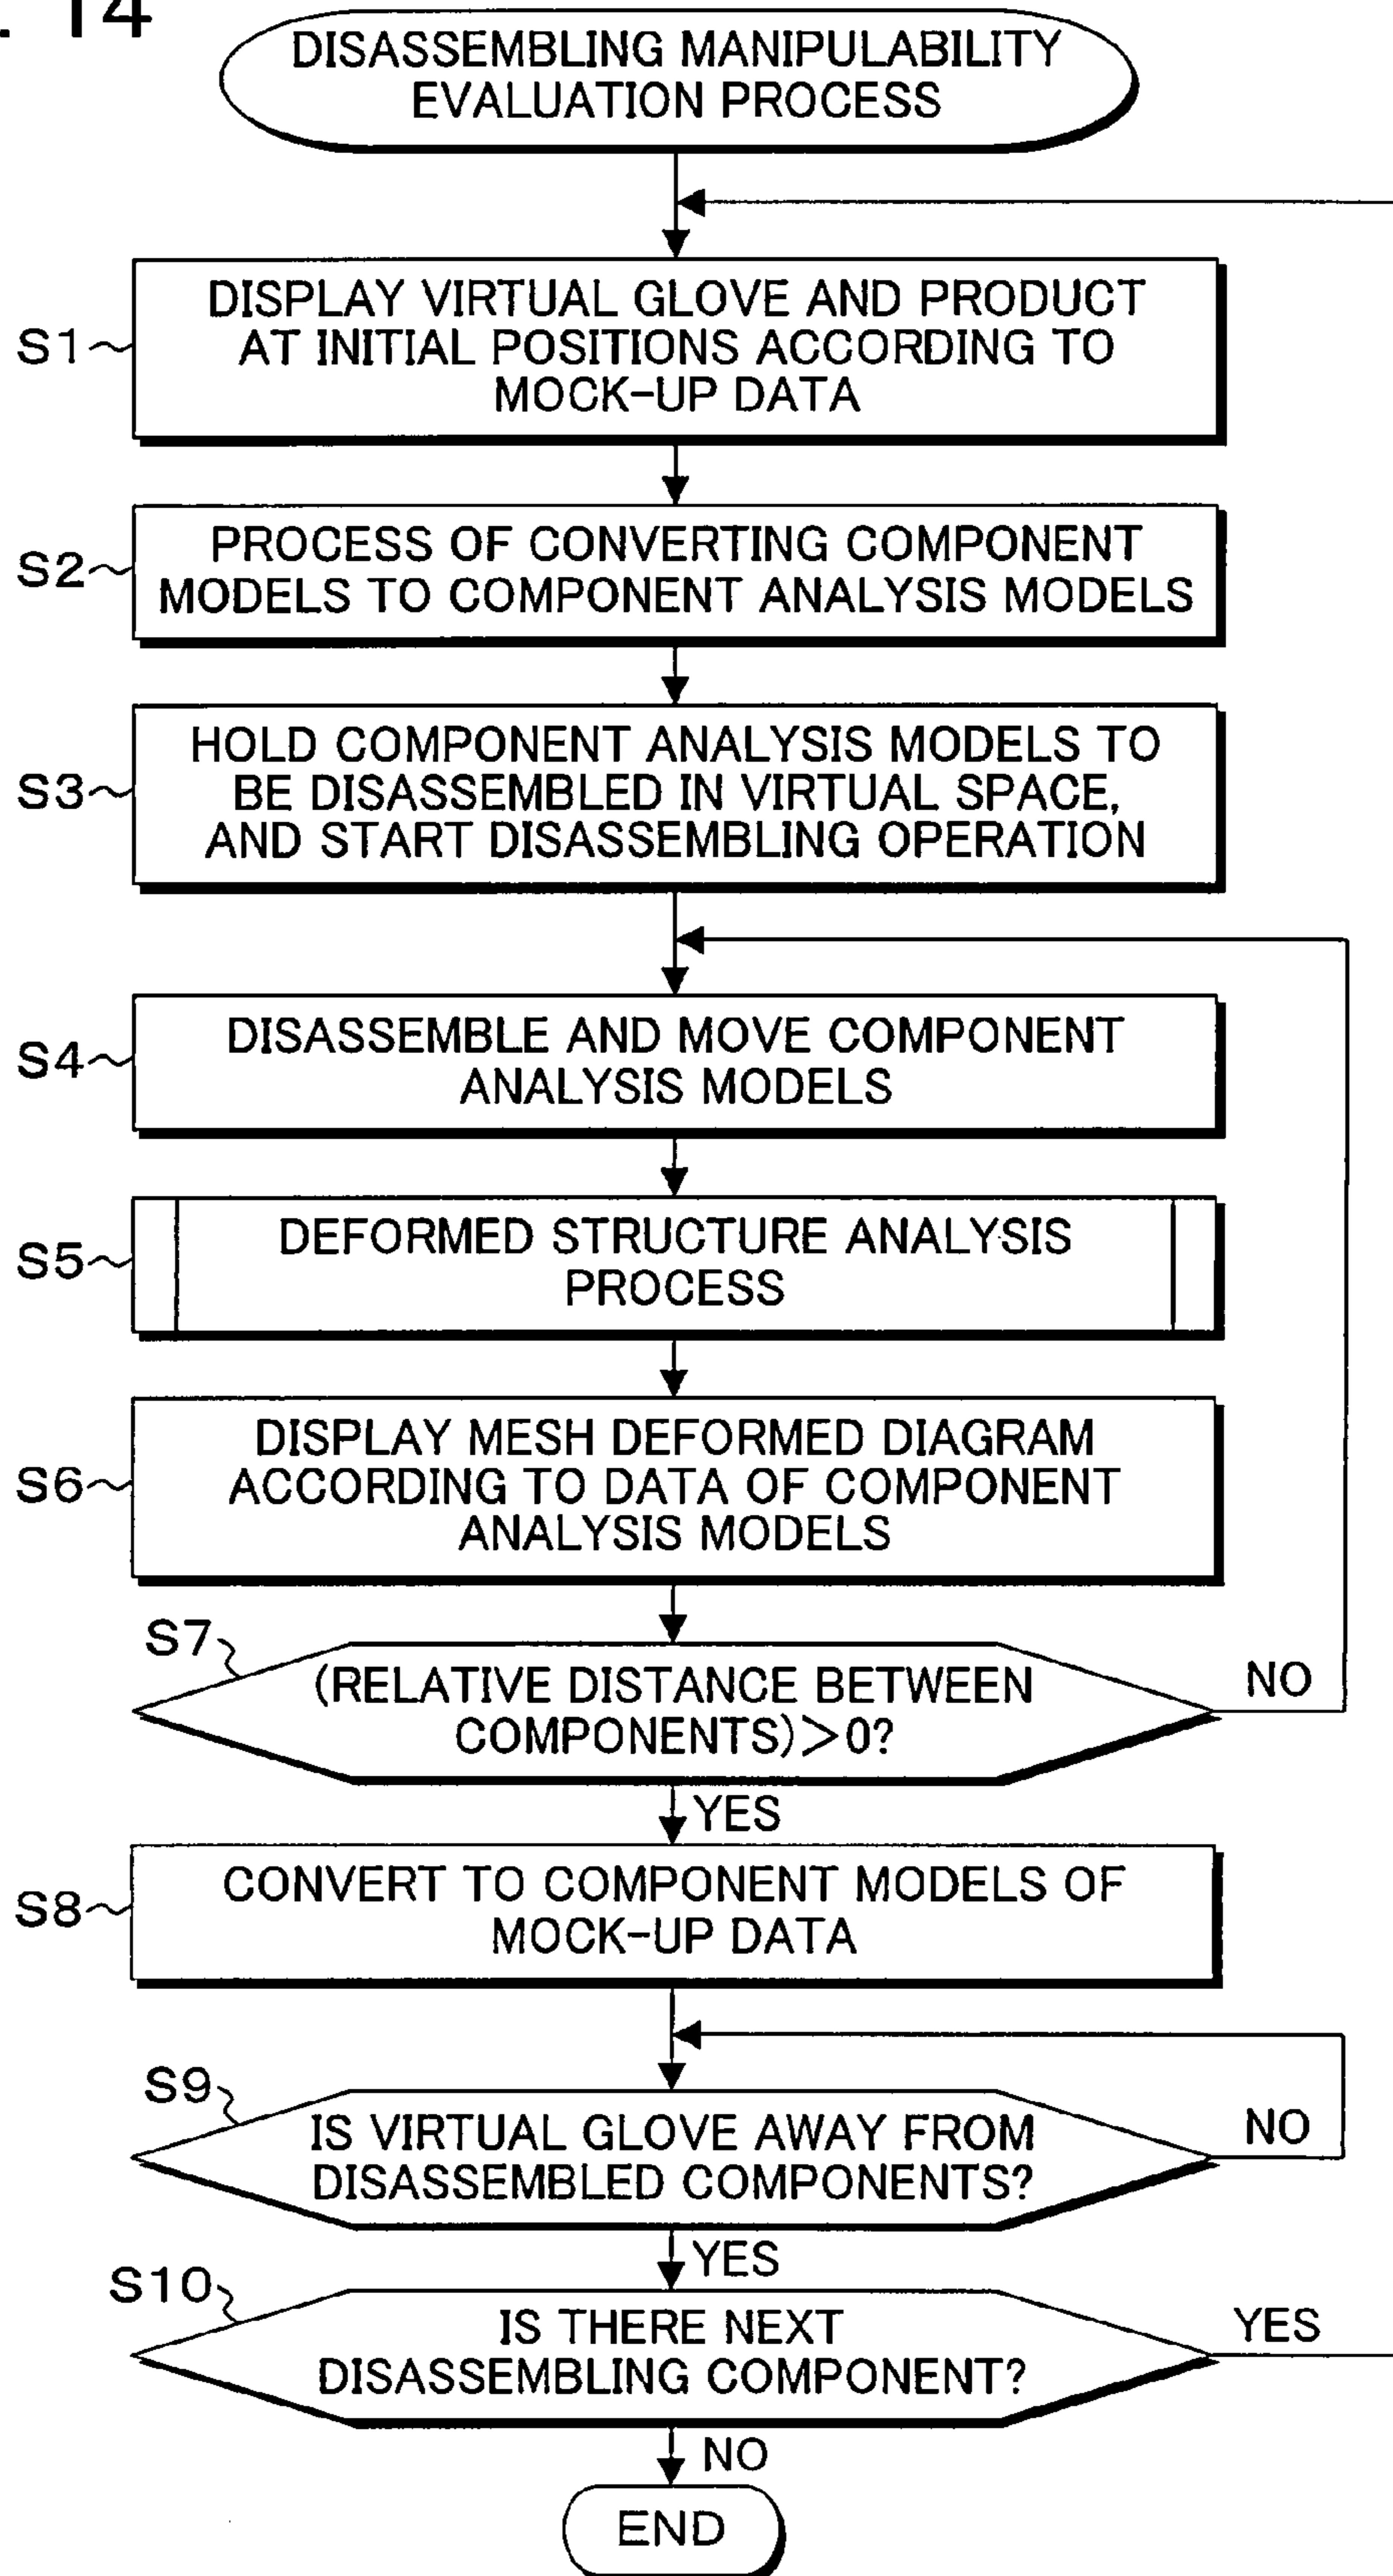 . 14
DISASSEMBLING MANIPULABILITY
EVALUATION PROCESS
S1
DISPLAY VIRTUAL GLOVE AND PRODUCT
AT INITIAL POSITIONS ACCORDING TO
MOCK-UP DATA
S2
PROCESS OF CONVERTING COMPONENT
MODELS TO COMPONENT ANALYSIS MODELS
S3
HOLD COMPONENT ANALYSIS MODELS TO
BE DISASSEMBLED IN VIRTUAL SPACE,
AND START DISASSEMBLING OPERATION
S4
DISASSEMBLE AND MOVE COMPONENT
ANALYSIS MODELS
S5
DEFORMED STRUCTURE ANALYSIS
PROCESS
S6
DISPLAY MESH DEFORMED DIAGRAM
ACCORDING TO DATA OF COMPONENT
ANALYSIS MODELS
S7
(RELATIVE DISTANCE BETWEEN
COMPONENTS)>0?
NO
YES
S8
CONVERT TO COMPONENT MODELS OF
MOCK-UP DATA
S9
IS VIRTUAL GLOVE AWAY FROM
DISASSEMBLED COMPONENTS?
NO
YES
S10
IS THERE NEXT
DISASSEMBLING COMPONENT?
YES
NO
END